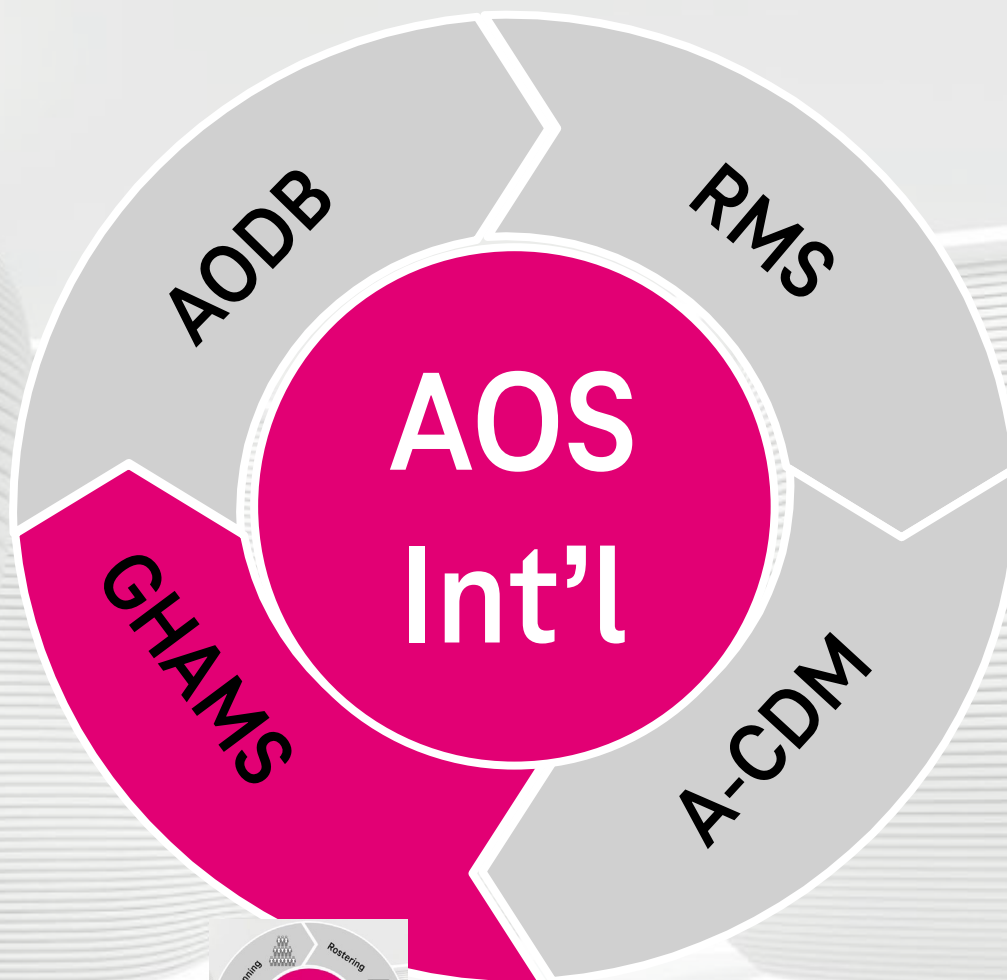 AODB
RMS
AOS
Int’l
GHAMS
A-CDM
Rostering